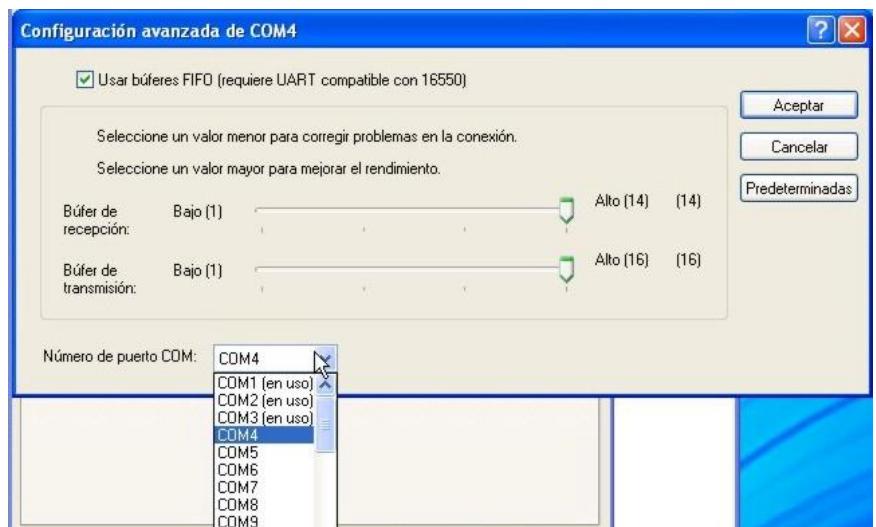 Configuración avanzada de COM4
Usar búferes FIFO (requiere UART compatible con 16550)
Aceptar
Seleccione un valor menor para corregir problemas en la conexión.
Cancelar
Seleccione un valor mayor para mejorar el rendimiento.
Predeterminadas
Búfer de recepción: Bajo (1) Alto (14) (14)
Búfer de transmisión: Bajo (1) Alto (16) (16)
Número de puerto COM: COM4
COM1 (en uso)
COM2 (en uso)
COM3 (en uso)
COM4
COM5
COM6
COM7
COM8
COM9